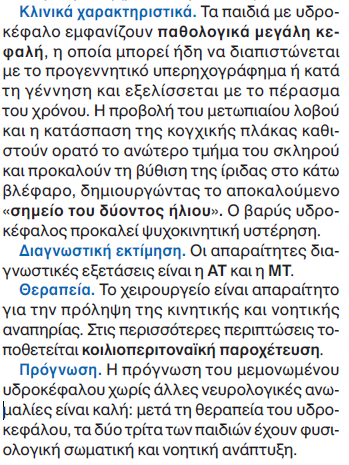 Κλινικά χαρακτηριστικά. Τα παιδιά με υδρο-
κέφαλο εμφανίζουν παθολογικά μεγάλη κε-
φαλή, η οποία μπορεί ήδη να διαπιστώνεται
με το προγεννητικό υπερηχογράφημα ή κατά
τη γέννηση και εξελίσσεται με το πέρασμα
του χρόνου. Η προβολή του μετωπιαίου λοβού
και η κατάσπαση της κογχικής πλάκας καθι-
στούν ορατό το ανώτερο τμήμα του σκληρού
και προκαλούν τη βύθιση της ίριδας στο κάτω
βλέφαρο, δημιουργώντας το αποκαλούμενο
«σημείο του δύοντος ήλιου». Ο βαρύς υδρο-
κέφαλος προκαλεί ψυχοκινητική υστέρηση.
Διαγνωστική εκτίμηση. Οι απαραίτητες δια-
γνωστικές εξετάσεις είναι η ΑΤ και η ΜΤ.
Θεραπεία. Το χειρουργείο είναι απαραίτητο
για την πρόληψη της κινητικής και νοητικής
αναπηρίας. Στις περισσότερες περιπτώσεις το-
ποθετείται κοιλιοπεριτοναϊκή παροχέτευση.
Πρόγνωση. Η πρόγνωση του μεμονωμένου
υδροκέφαλου χωρίς άλλες νευρολογικές ανω-
μαλίες είναι καλή: μετά τη θεραπεία του υδρο-
κεφάλου, τα δύο τρίτα των παιδιών έχουν φυσι-
ολογική σωματική και νοητική ανάπτυξη.